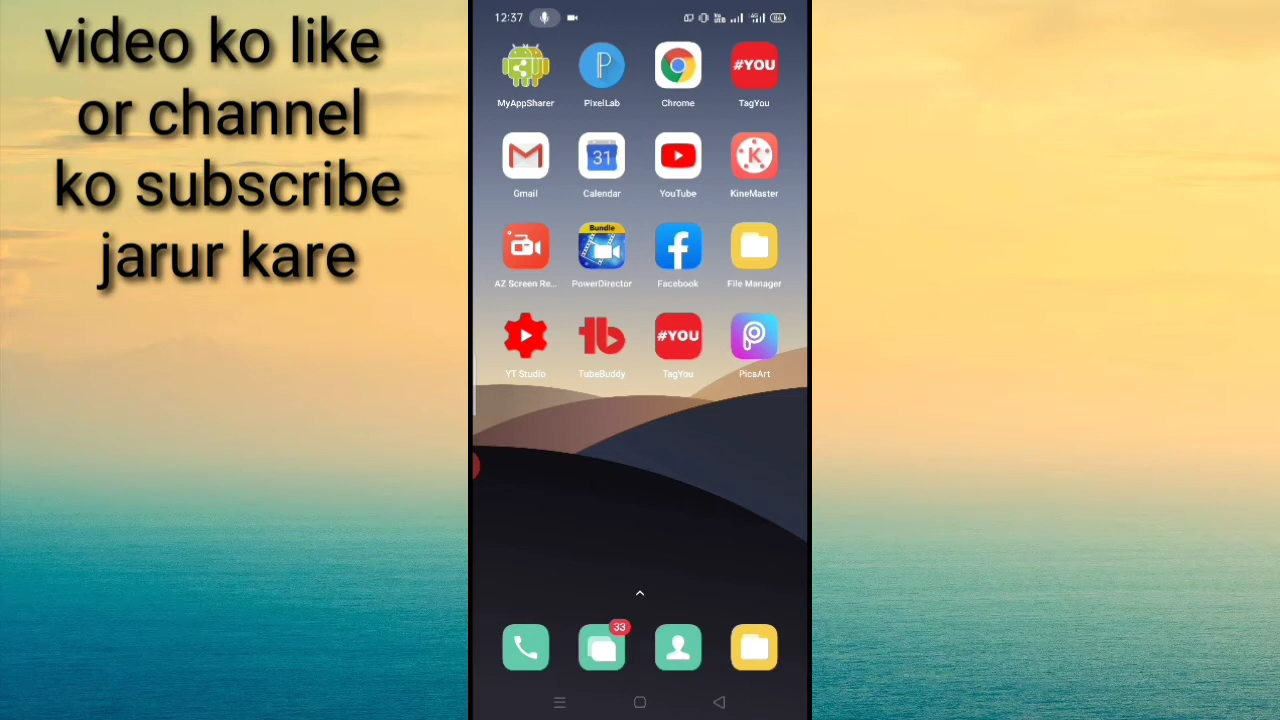 video ko like
or channel
ko subscribe
jarur kare
12:37
MyAppSharer PixelLab Chrome TagYou
#YOU
31
Gmail Calendar YouTube KineMaster
Bundle
AZ Screen Re... PowerDirector Facebook File Manager
#YOU
YT Studio TubeBuddy TagYou PicsArt
33